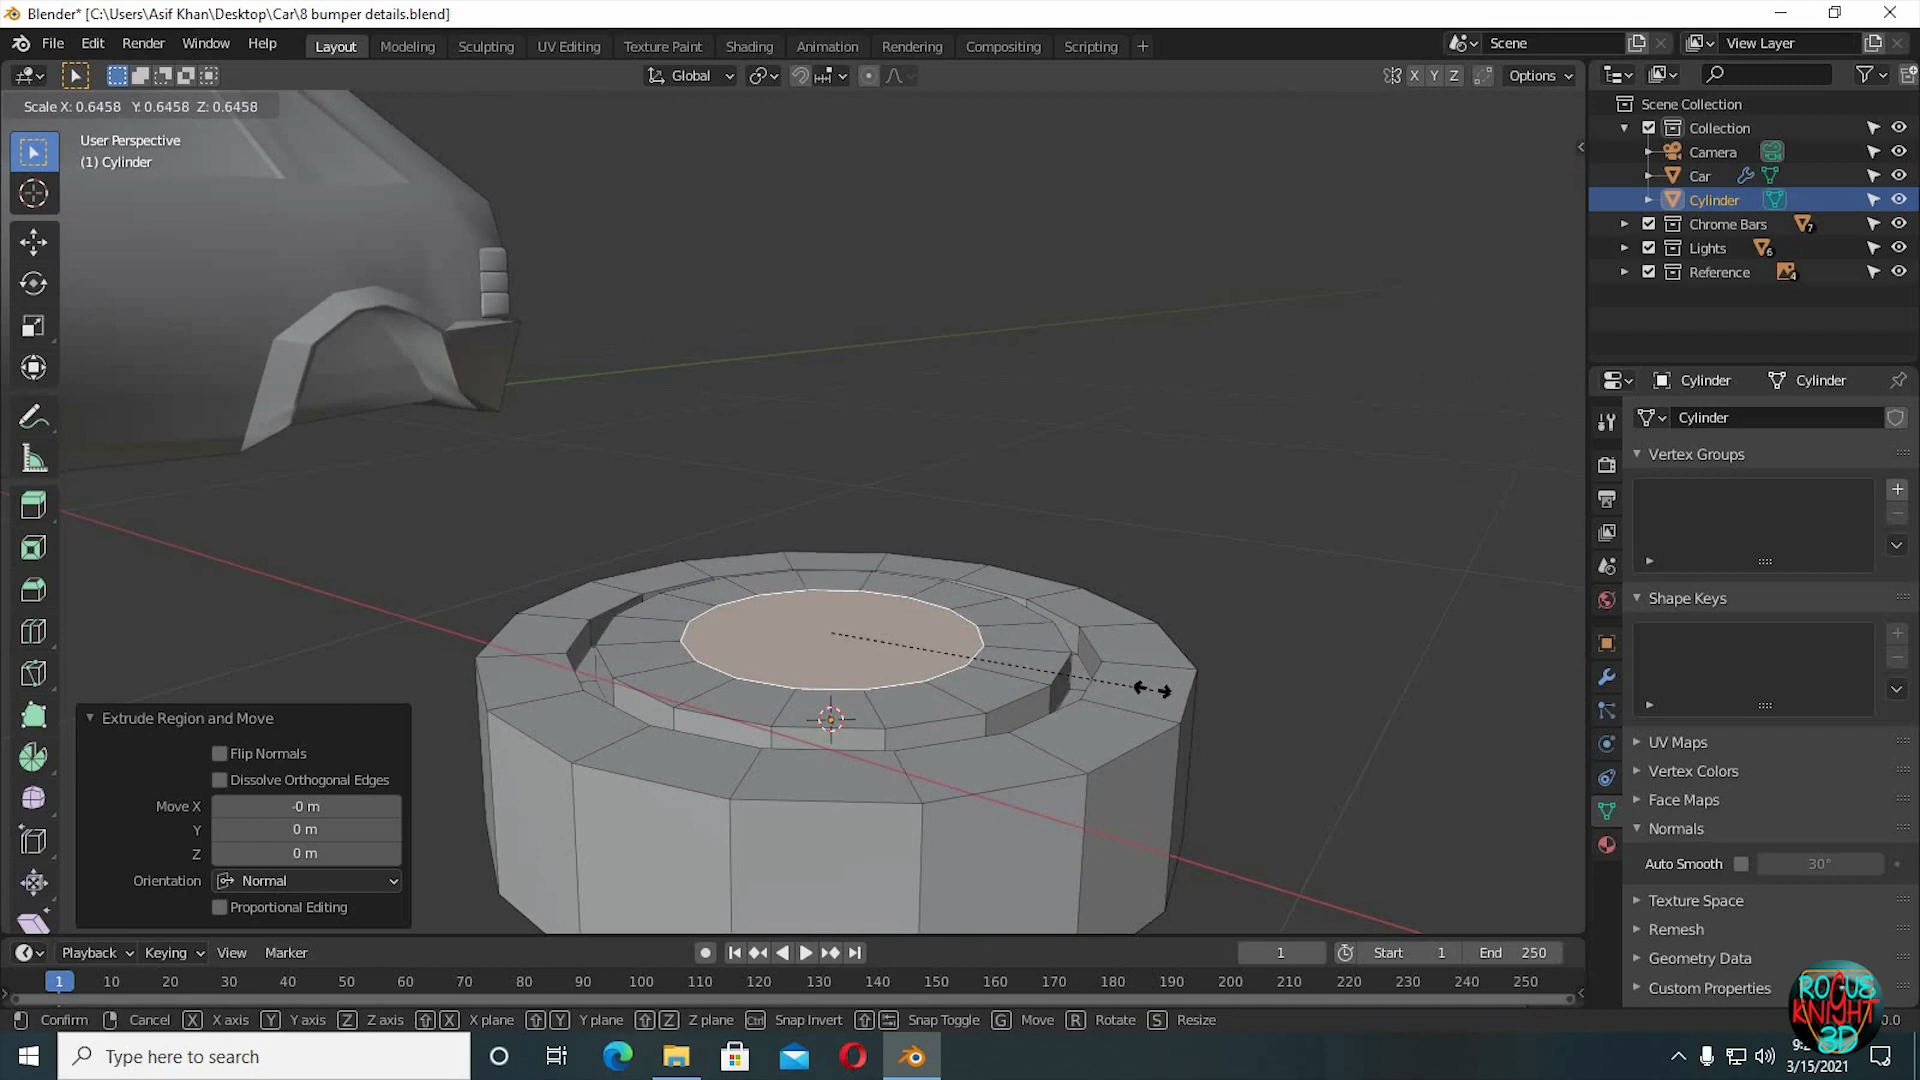 Blender* [C:\Users\Asif Khan\Desktop\Car\8 bumper details.blend]
File Edit Render Window Help
Layout Modeling Sculpting UV Editing Texture Paint Shading Animation Rendering Compositing Scripting
Scene View Layer
Global X Y Z Options
Scale X: 0.6458 Y: 0.6458 Z: 0.6458
User Perspective
(1) Cylinder
Scene Collection
Collection
Camera
Car
Cylinder
Chrome Bars 7
Lights 6
Reference 4
Cylinder Cylinder
Cylinder
Vertex Groups
Shape Keys
UV Maps
Vertex Colors
Face Maps
Normals
Auto Smooth 30°
Texture Space
Remesh
Geometry Data
Custom Properties
Extrude Region and Move
Flip Normals
Dissolve Orthogonal Edges
Move X -0 m
Y 0 m
Z 0 m
Orientation Normal
Proportional Editing
Playback Keying View Marker
1 Start 1 End 250
1 10 20 30 40 50 60 70 80 90 100 110 120 130 140 150 160 170 180 190 200 210 220 230 240 250
Confirm Cancel X X axis Y Y axis Z Z axis X X plane Y Y plane Z Z plane Ctrl Snap Invert Snap Toggle G Move R Rotate S Resize
ROGUE
KNIGHT
3D
Type here to search
3/15/2021